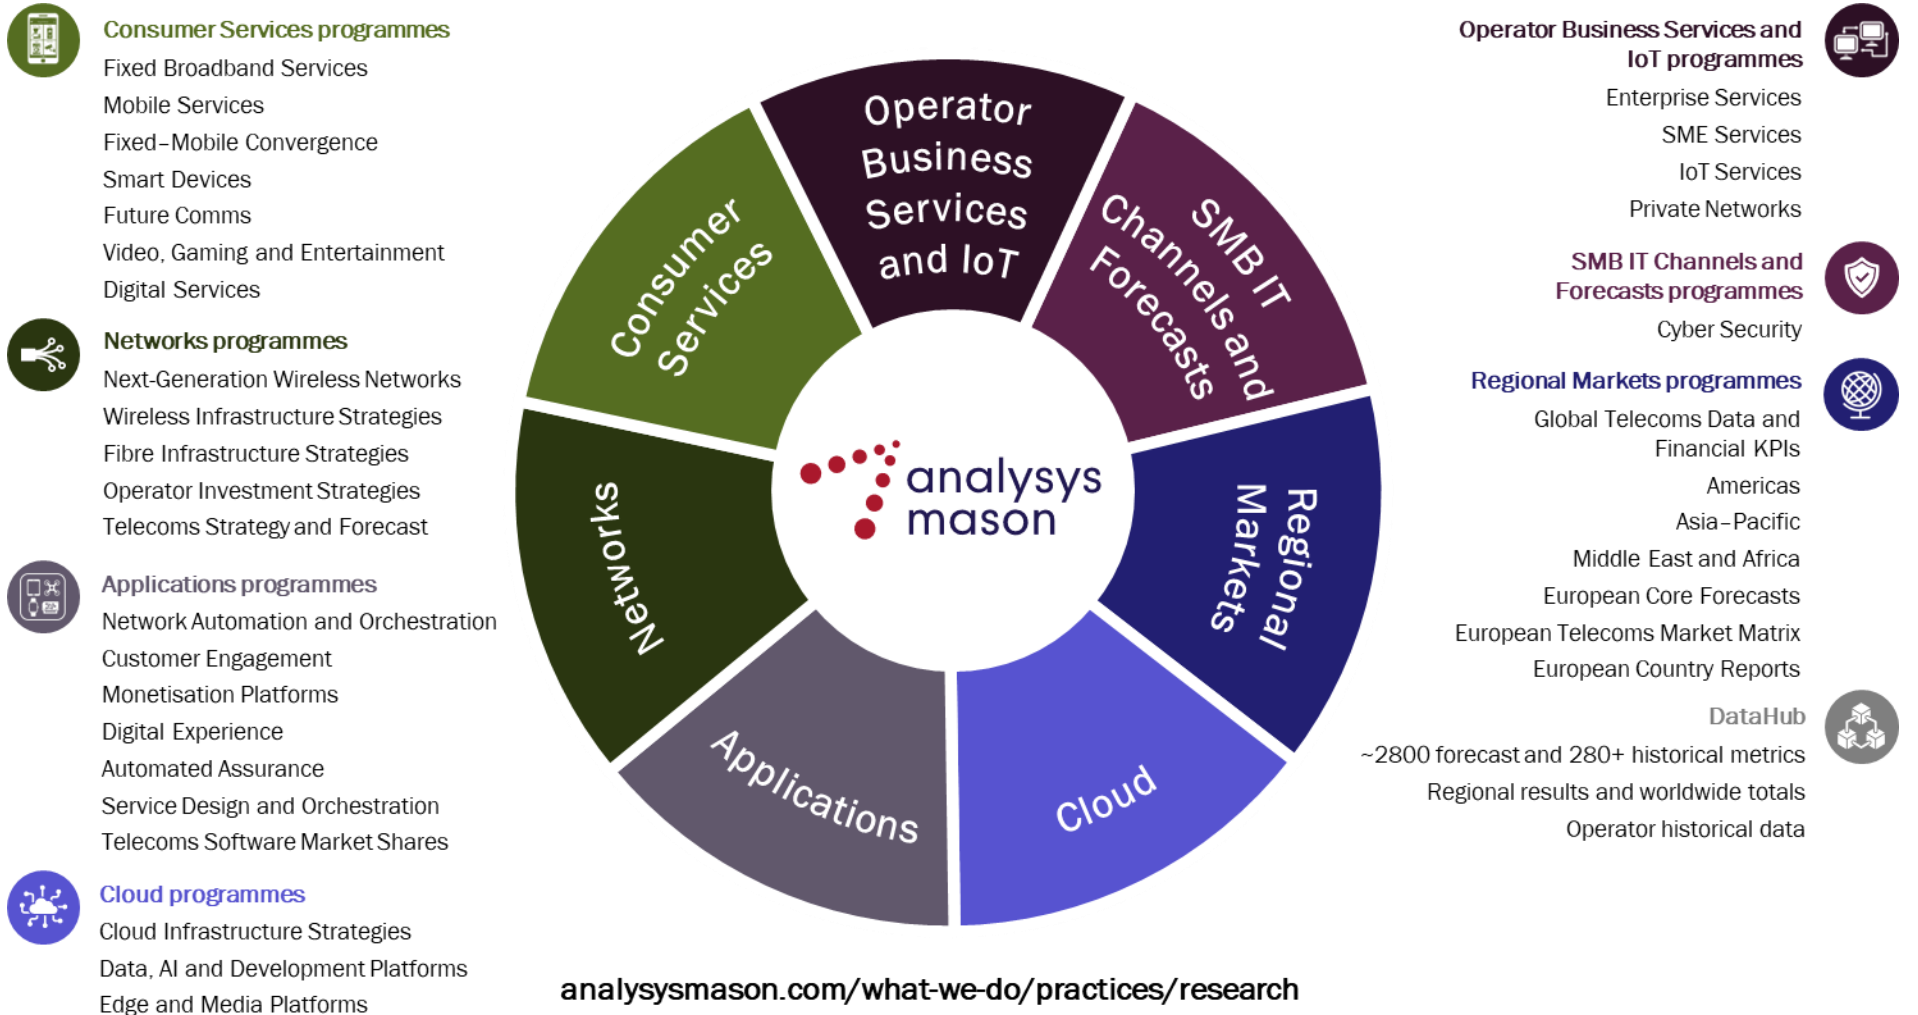 Consumer Services programmes
Fixed Broadband Services
Mobile Services
Fixed–Mobile Convergence
Smart Devices
Future Comms
Video, Gaming and Entertainment
Digital Services
Networks programmes
Next-Generation Wireless Networks
Wireless Infrastructure Strategies
Fibre Infrastructure Strategies
Operator Investment Strategies
Telecoms Strategy and Forecast
Applications programmes
Network Automation and Orchestration
Customer Engagement
Monetisation Platforms
Digital Experience
Automated Assurance
Service Design and Orchestration
Telecoms Software Market Shares
Cloud programmes
Cloud Infrastructure Strategies
Data, AI and Development Platforms
Edge and Media Platforms
Operator
Business
Services
and IoT
SMB IT
Channels and
Forecasts
Regional
Markets
Cloud
Applications
Networks
Consumer
Services
analysys
mason
analysysmason.com/what-we-do/practices/research
Operator Business Services and
IoT programmes
Enterprise Services
SME Services
IoT Services
Private Networks
SMB IT Channels and
Forecasts programmes
Cyber Security
Regional Markets programmes
Global Telecoms Data and
Financial KPIs
Americas
Asia–Pacific
Middle East and Africa
European Core Forecasts
European Telecoms Market Matrix
European Country Reports
DataHub
~2800 forecast and 280+ historical metrics
Regional results and worldwide totals
Operator historical data